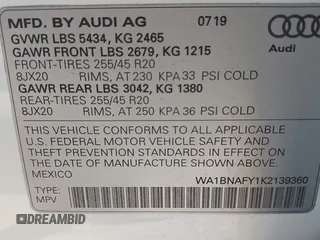 MFD. BY AUDI AG 07 19
GVWR LBS 5434, KG 2465
GAWR FRONT LBS 2679, KG 1215
FRONT-TIRES 255/45 R20
8JX20 RIMS, AT 230 KPA 33 PSI COLD
GAWR REAR LBS 3042, KG 1380
REAR-TIRES 255/45 R20
8JX20 RIMS, AT 250 KPA 36 PSI COLD
Audi
THIS VEHICLE CONFORMS TO ALL APPLICABLE
U.S. FEDERAL MOTOR VEHICLE SAFETY AND
THEFT PREVENTION STANDARDS IN EFFECT ON
THE DATE OF MANUFACTURE SHOWN ABOVE.
MEXICO
WA1BNAFY1K2139360
TYPE:
MPV
DREAMBID